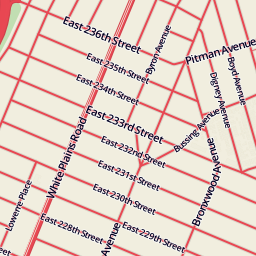 East 236th Street
Byron Avenue
Pitman Avenue
East 235th Street
Boyd Avenue
Digney Avenue
East 234th Street
East 233rd Street
Bussing Avenue
White Plains Road
East 232nd Street
East 231st Street
Bronxwood Av
Avenue
East 230th Street
Lowerre Place
East 228th Street
East 229th Street
Avenue